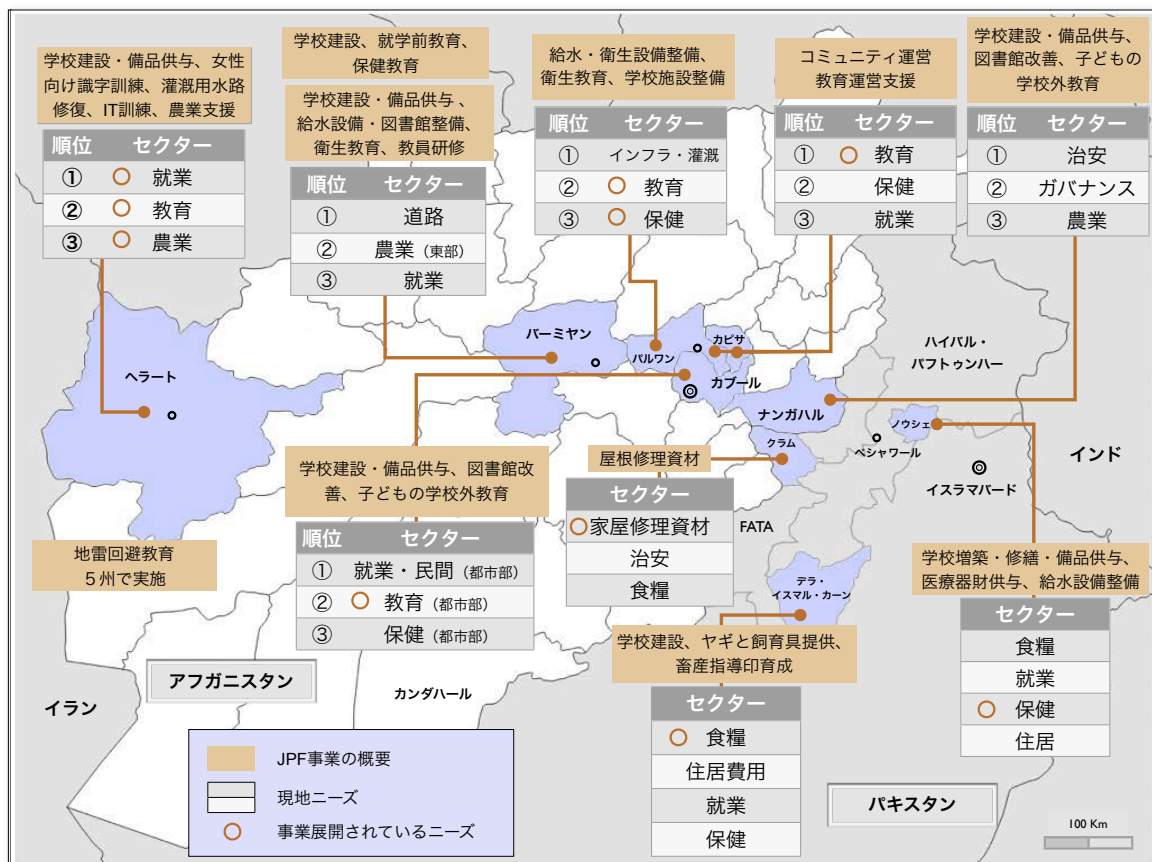 学校建設・備品供与、女性
向け識字訓練、灌漑用水路
修復、IT訓練、農業支援
順位 セクター
① 就業
② 教育
③ 農業
学校建設、就学前教育、
保健教育
学校建設・備品供与 、
給水設備・図書館整備、
衛生教育、教員研修
順位 セクター
① 道路
② 農業（東部）
③ 就業
給水・衛生設備整備、
衛生教育、学校施設整備
順位 セクター
① インフラ・灌漑
② 教育
③ 保健
コミュニティ運営
教育運営支援
順位 セクター
① 教育
② 保健
③ 就業
学校建設・備品供与、
図書館改善、子どもの
学校外教育
順位 セクター
① 治安
② ガバナンス
③ 農業
バーミヤン
パルワン
カピサ
カブール
ヘラート
ナンガハル
ハイバル・
パフトゥンハー
ノウシェ
ペシャワール
クラム
イスラマバード
インド
学校建設・備品供与、図書館改
善、子どもの学校外教育
順位 セクター
① 就業・民間（都市部）
② 教育（都市部）
③ 保健（都市部）
屋根修理資材
セクター
家屋修理資材
治安
食糧
FATA
地雷回避教育
５州で実施
学校増築・修繕・備品供与、
医療器財供与、給水設備整備
セクター
食糧
就業
保健
住居
デラ・
イスマル・カーン
学校建設、ヤギと飼育具提供、
畜産指導印育成
セクター
食糧
住居費用
就業
保健
アフガニスタン
カンダハール
イラン
パキスタン
JPF事業の概要
現地ニーズ
事業展開されているニーズ
100 Km